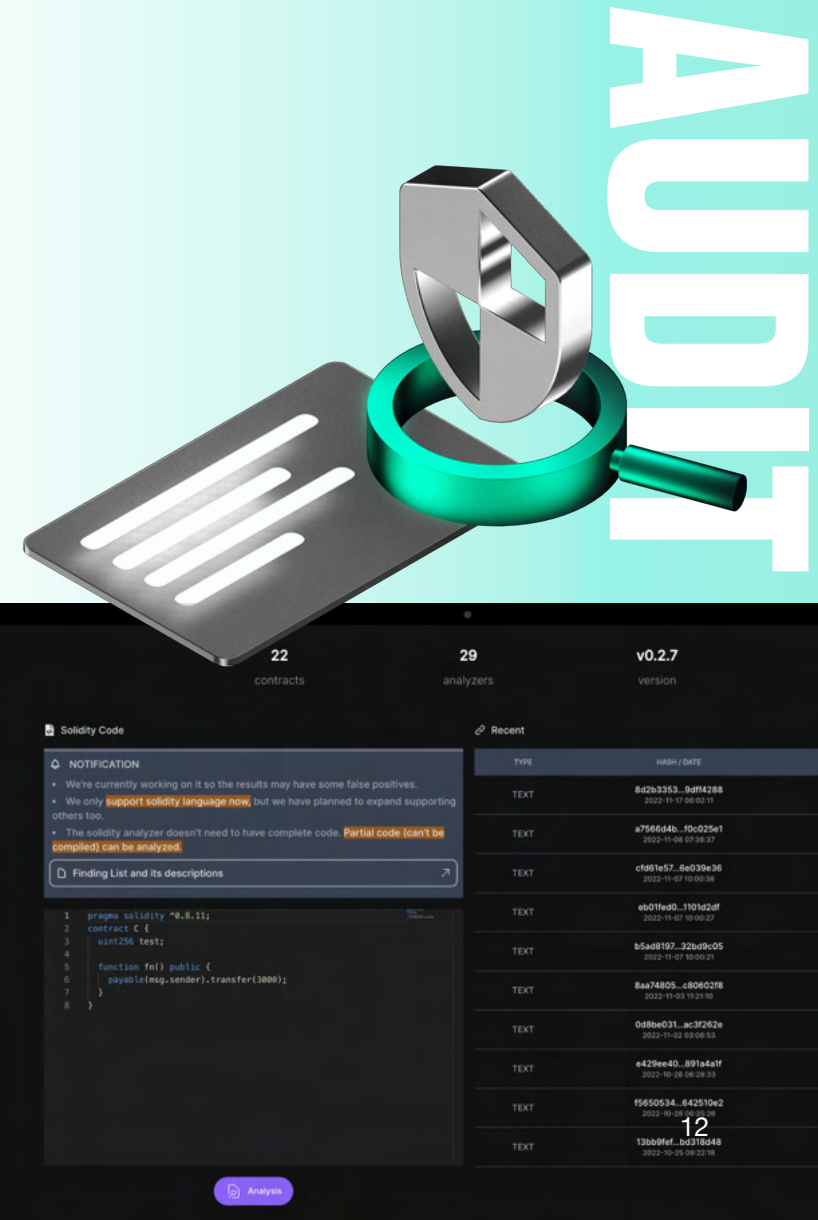 AUDIT
22
contracts
29
analyzers
v0.2.7
version
Solidity Code
NOTIFICATION
• We're currently working on it so the results may have some false positives.
• We only support solidity language now, but we have planned to expand supporting
others too.
• The solidity analyzer doesn't need to have complete code. Partial code (can't be
compiled) can be analyzed.
Finding List and its descriptions
1 pragma solidity ^0.8.11;
2 contract C {
3 uint256 test;
4
5 function fn() public {
6 payable(msg.sender).transfer(3000);
7 }
8 }
Analysis
Recent
TYPE HASH / DATE
TEXT 8d2b3353...9dff4288
2022-11-17 06:02:11
TEXT a7566d4b...f0c025e1
2022-11-08 07:36:37
TEXT cfd61e57...6e039e36
2022-11-07 10:00:36
TEXT eb01fed0...1101d2df
2022-11-07 10:00:27
TEXT b5ad8197...32bd9c05
2022-11-07 10:00:21
TEXT 8aa74805...c80602f8
2022-11-03 11:21:10
TEXT 0d8be031...ac3f262e
2022-11-02 03:06:53
TEXT e429ee40...891a4a1f
2022-10-28 06:28:33
TEXT f5650534...642510e2
2022-10-28 06:25:26
12
TEXT 13bb9fef...bd318d48
2022-10-25 09:22:18